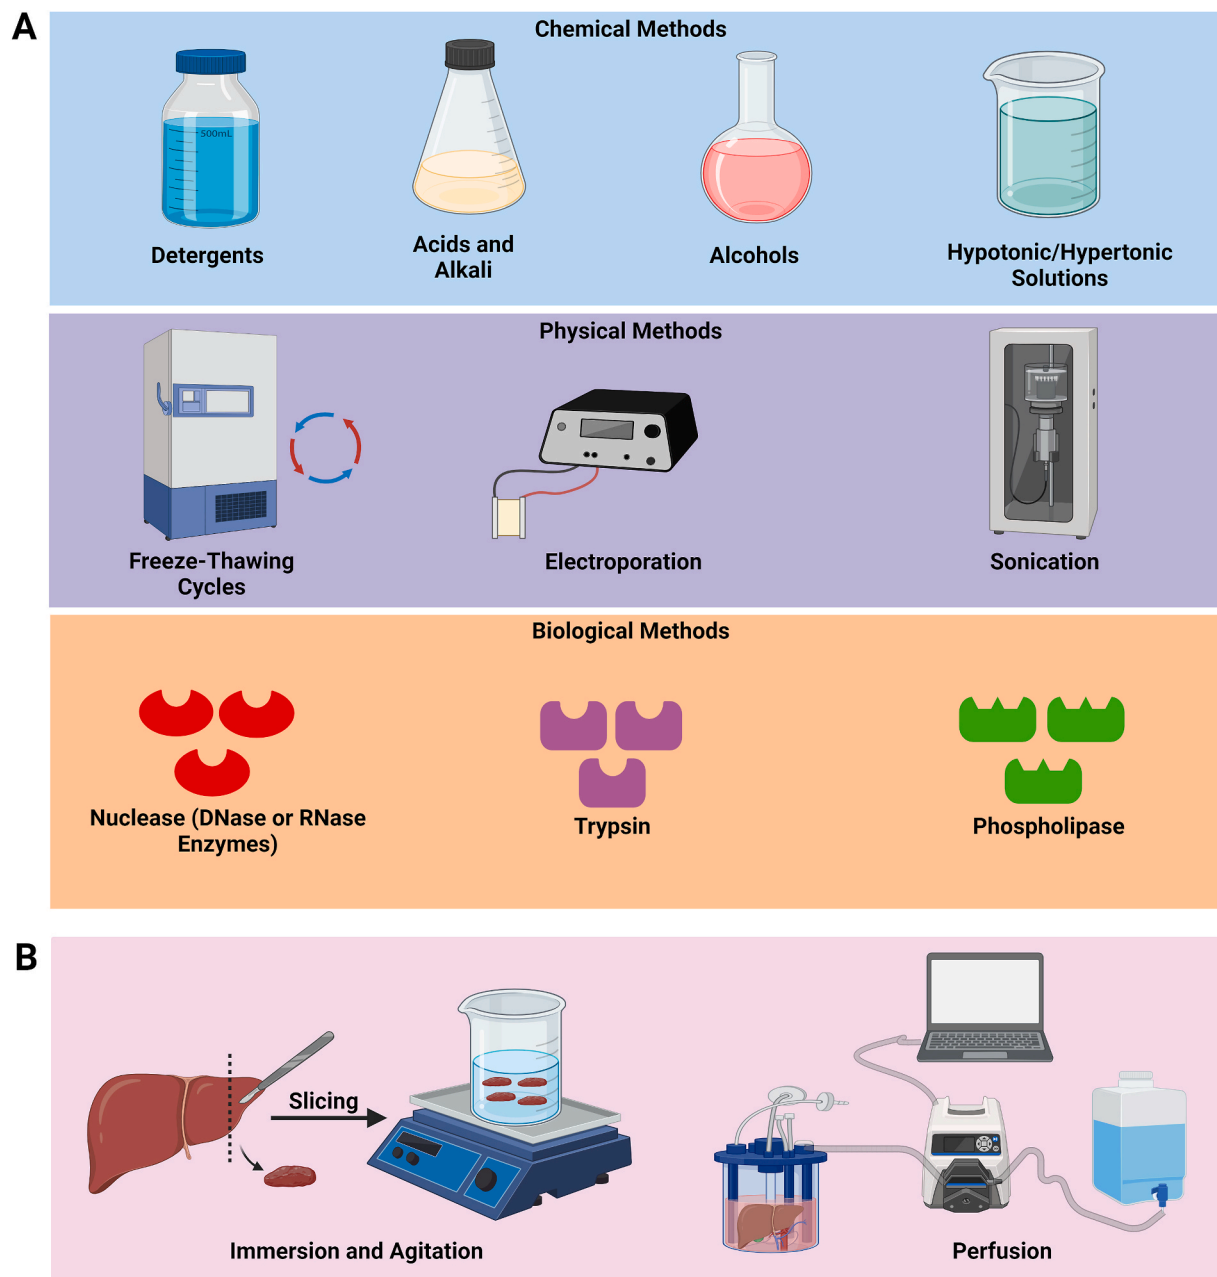 A
Chemical Methods
500mL
Detergents
Acids and
Alkali
Alcohols
Hypotonic/Hypertonic
Solutions
Physical Methods
Freeze-Thawing
Cycles
Electroporation
Sonication
Biological Methods
Nuclease (DNase or RNase
Enzymes)
Trypsin
Phospholipase
B
Slicing
Immersion and Agitation
Perfusion